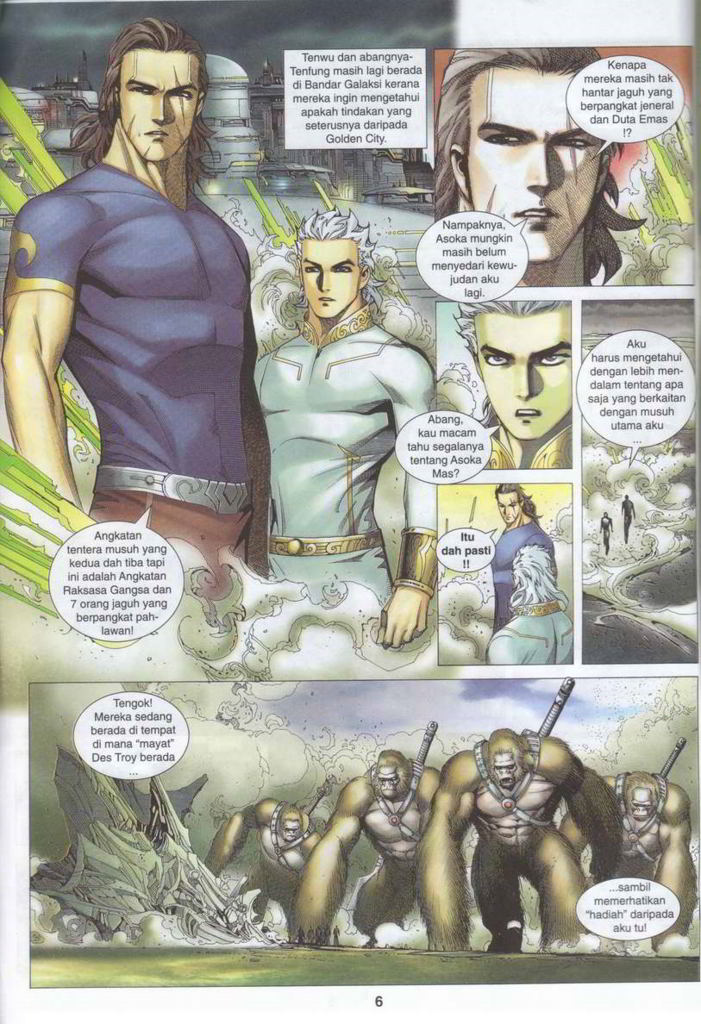 Tenwu dan abangnya-
Tenfung masih lagi berada
di Bandar Galaksi kerana
mereka ingin mengetahui
apakah tindakan yang
seterusnya daripada
Golden City.
Kenapa
mereka masih tak
hantar jaguh yang
berpangkat jeneral
dan Duta Emas
!?
Nampaknya,
Asoka mungkin
masih belum
menyedari kewu-
judan aku
lagi.
Angkatan
tentera musuh yang
kedua dah tiba tapi
ini adalah Angkatan
Raksasa Gangsa dan
7 orang jaguh yang
berpangkat pah-
lawan!
Abang,
kau macam
tahu segalanya
tentang Asoka
Mas?
Itu
dah pasti
!!
Aku
harus mengetahui
dengan lebih men-
dalam tentang apa
saja yang berkaitan
dengan musuh
utama aku
...
Tengok!
Mereka sedang
berada di tempat
di mana “mayat”
Des Troy berada
...
...sambil
memerhatikan
“hadiah” daripada
aku tu!
6